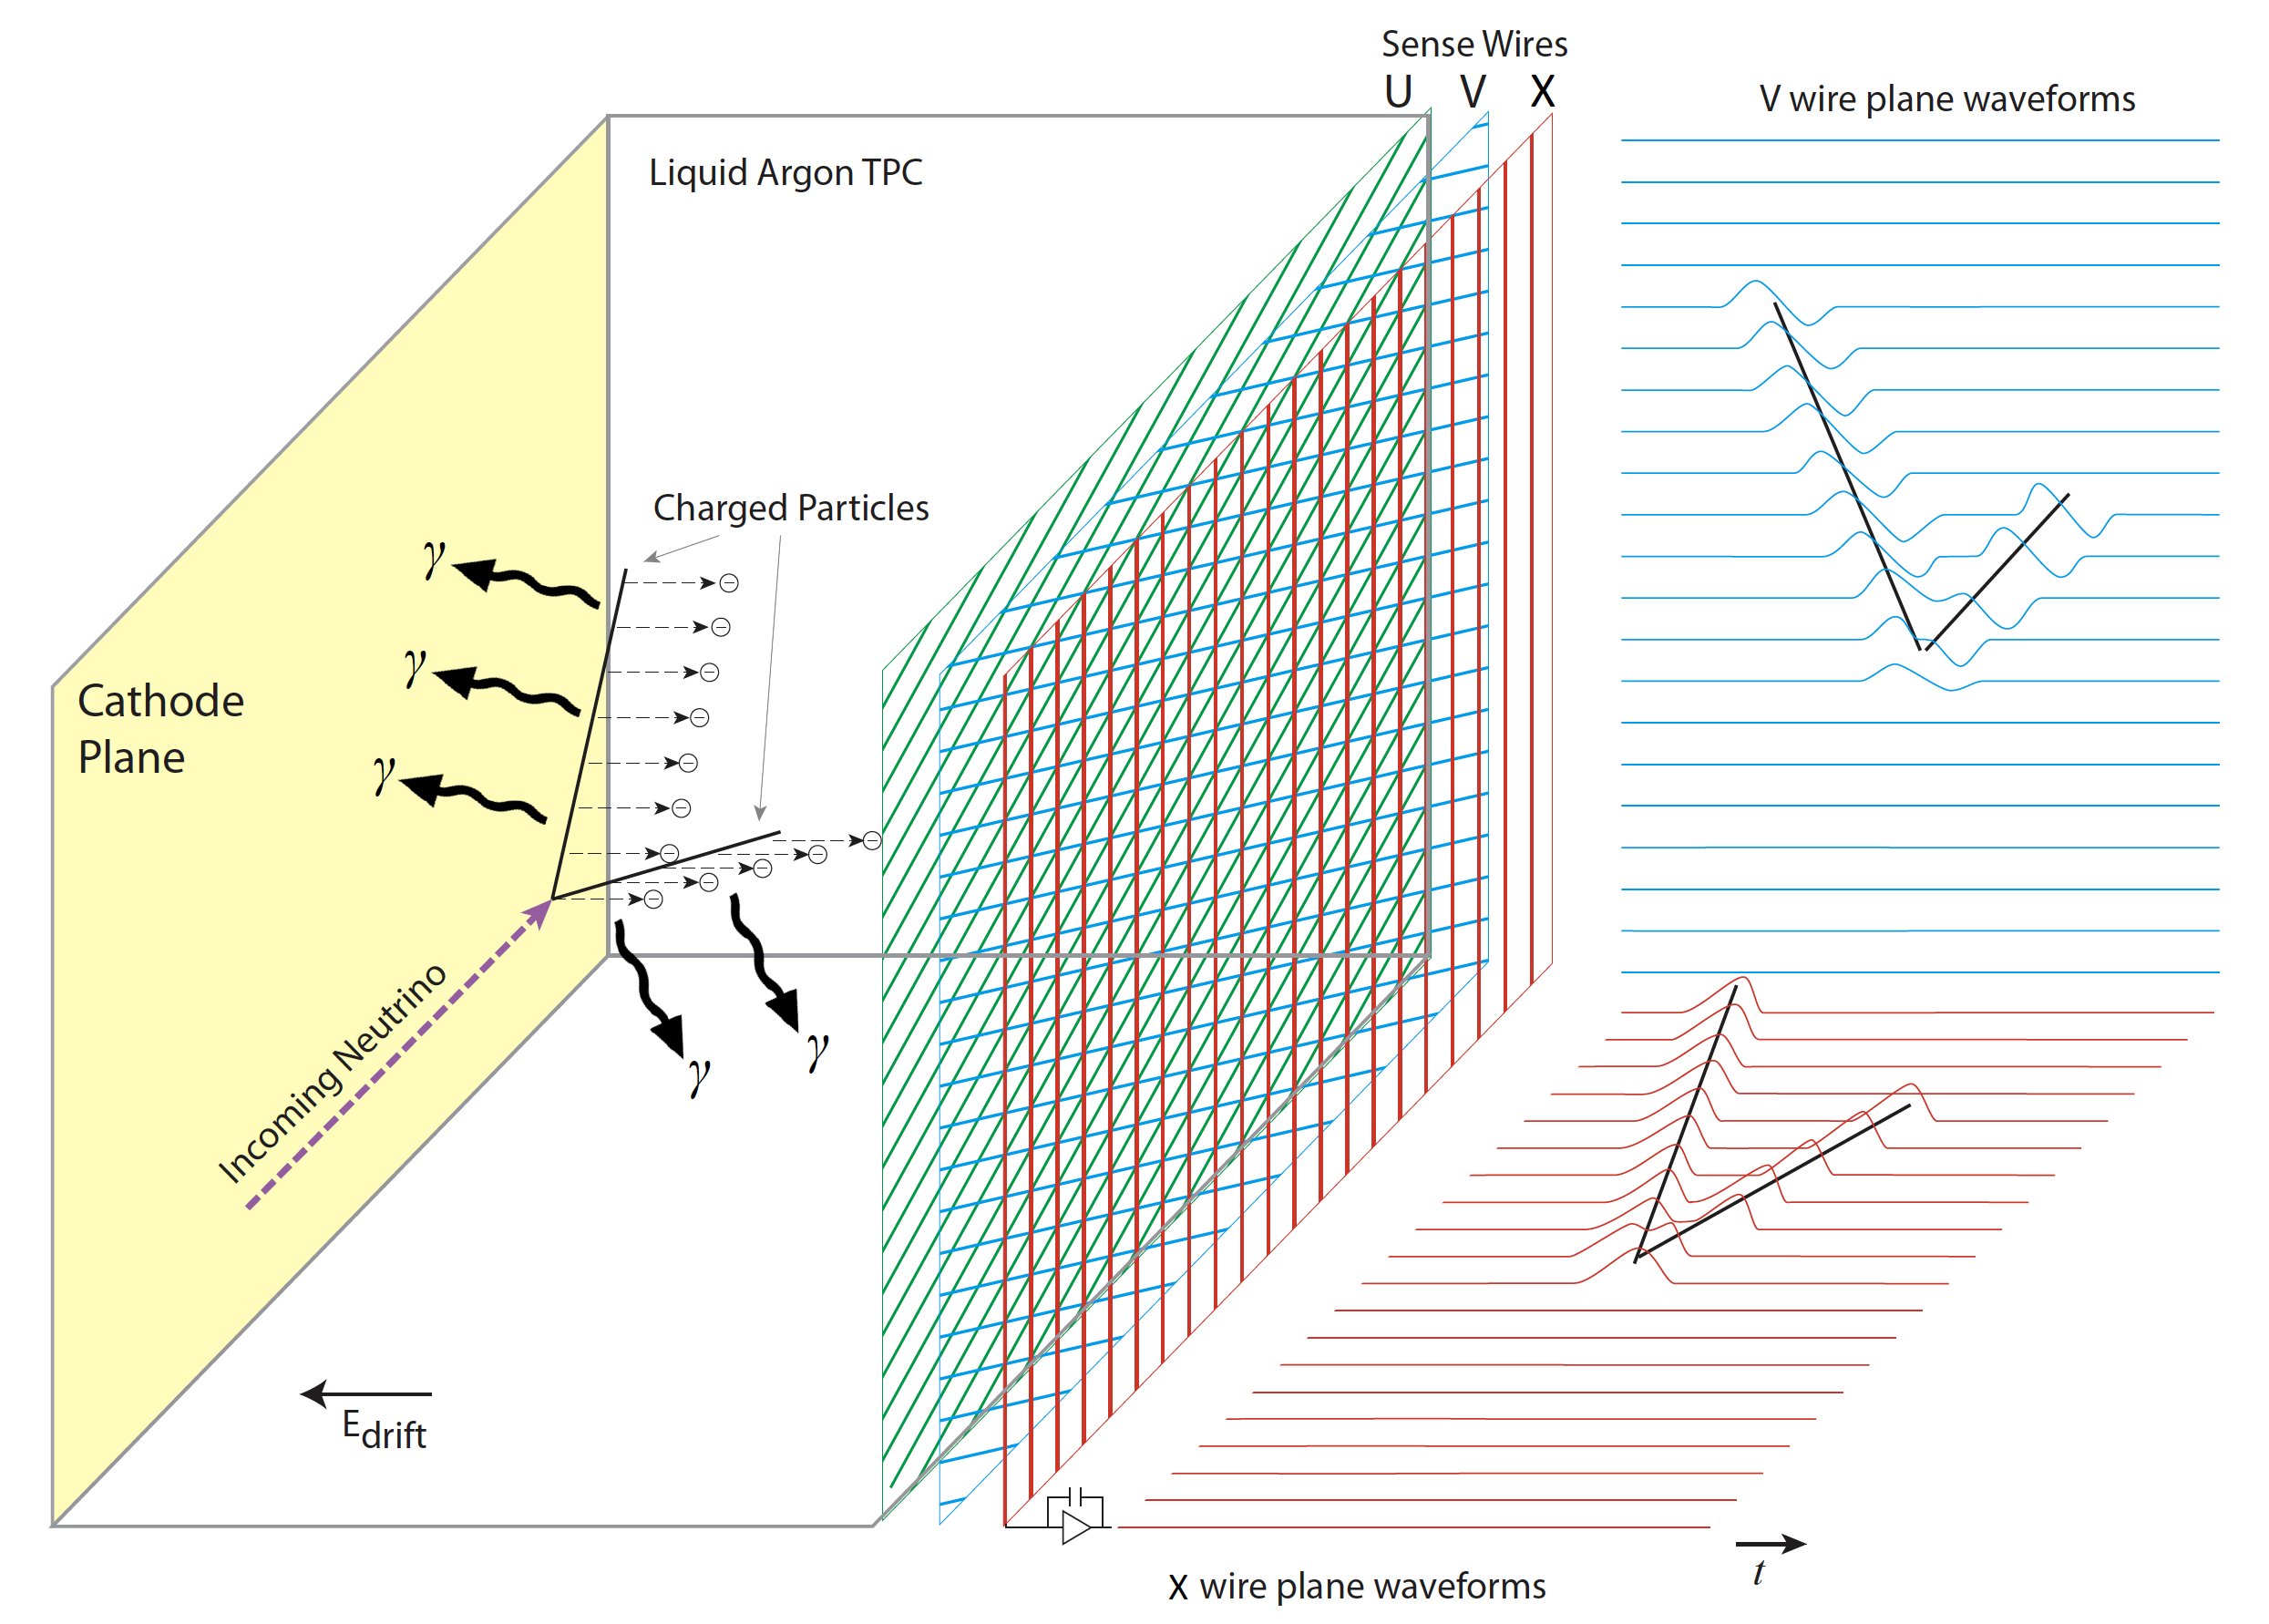 Sense Wires
U V X
V wire plane waveforms
Liquid Argon TPC
Charged Particles
γ
γ
γ
Cathode
Plane
Incoming Neutrino
γ
γ
Edrift
t
X wire plane waveforms